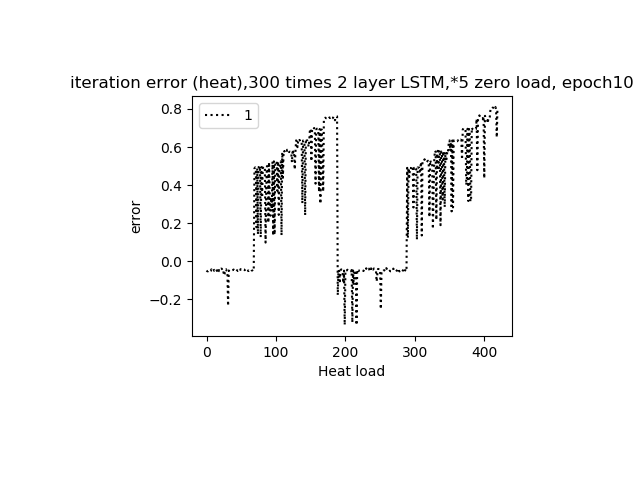 iteration error (heat),300 times 2 layer LSTM,*5 zero load, epoch10
1
0.8
0.6
0.4
0.2
0.0
−0.2
error
0 100 200 300 400
Heat load